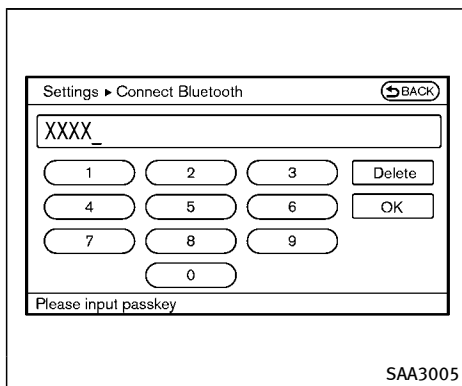 Settings ▸ Connect Bluetooth BACK
XXXX_
1 2 3 Delete
4 5 6 OK
7 8 9
0
Please input passkey
SAA3005